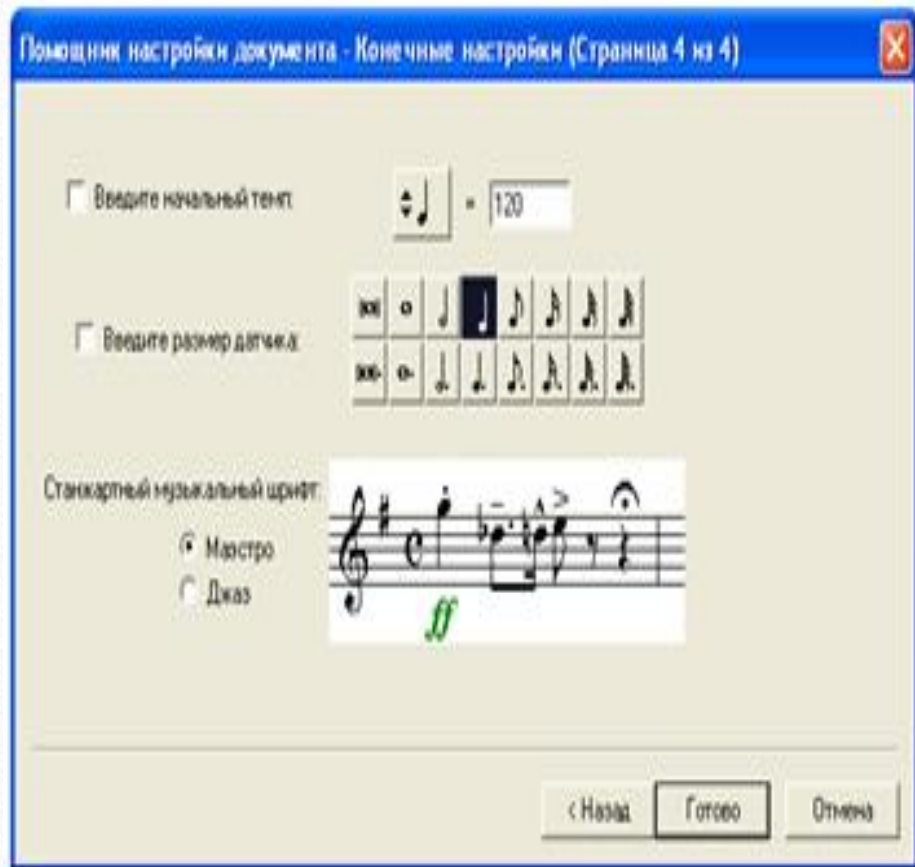 Помощник настройки документа - Конечные настройки (Страница 4 из 4)
Введите начальный темп:
= 120
Введите размер датчика:
Станжартный музыкальный шрифт:
Маэстро
Джаз
ff
< Назад
Готово
Отмена